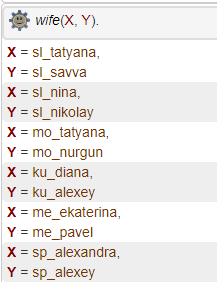 wife(X, Y).
X = sl_tatyana,
Y = sl_savva
X = sl_nina,
Y = sl_nikolay
X = mo_tatyana,
Y = mo_nurgun
X = ku_diana,
Y = ku_alexey
X = me_ekaterina,
Y = me_pavel
X = sp_alexandra,
Y = sp_alexey